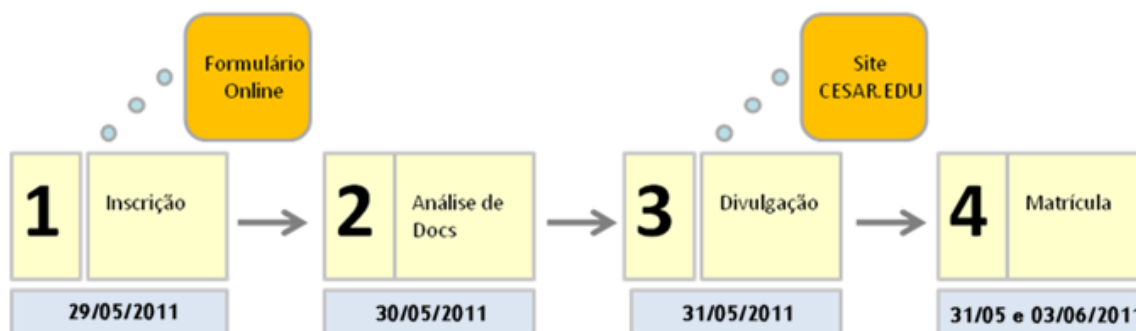 Formulário
Online
Site
CESAR.EDU
1
Inscrição
2
Análise de
Docs
3
Divulgação
4
Matrícula
29/05/2011
30/05/2011
31/05/2011
31/05 e 03/06/2011